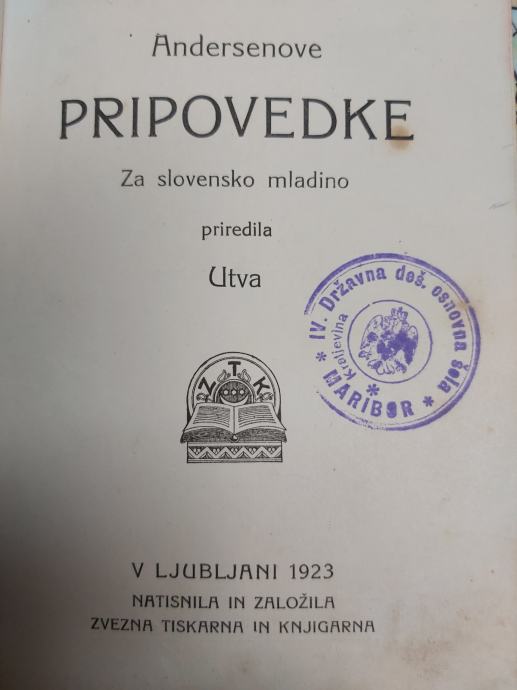 Andersenove
PRIPOVEDKE
Za slovensko mladino
priredila
Utva
IV. Državna deš. osnovna šola
Kraljevina
* MARIBOR *
Z T K
V LJUBLJANI 1923
NATISNILA IN ZALOŽILA
ZVEZNA TISKARNA IN KNJIGARNA